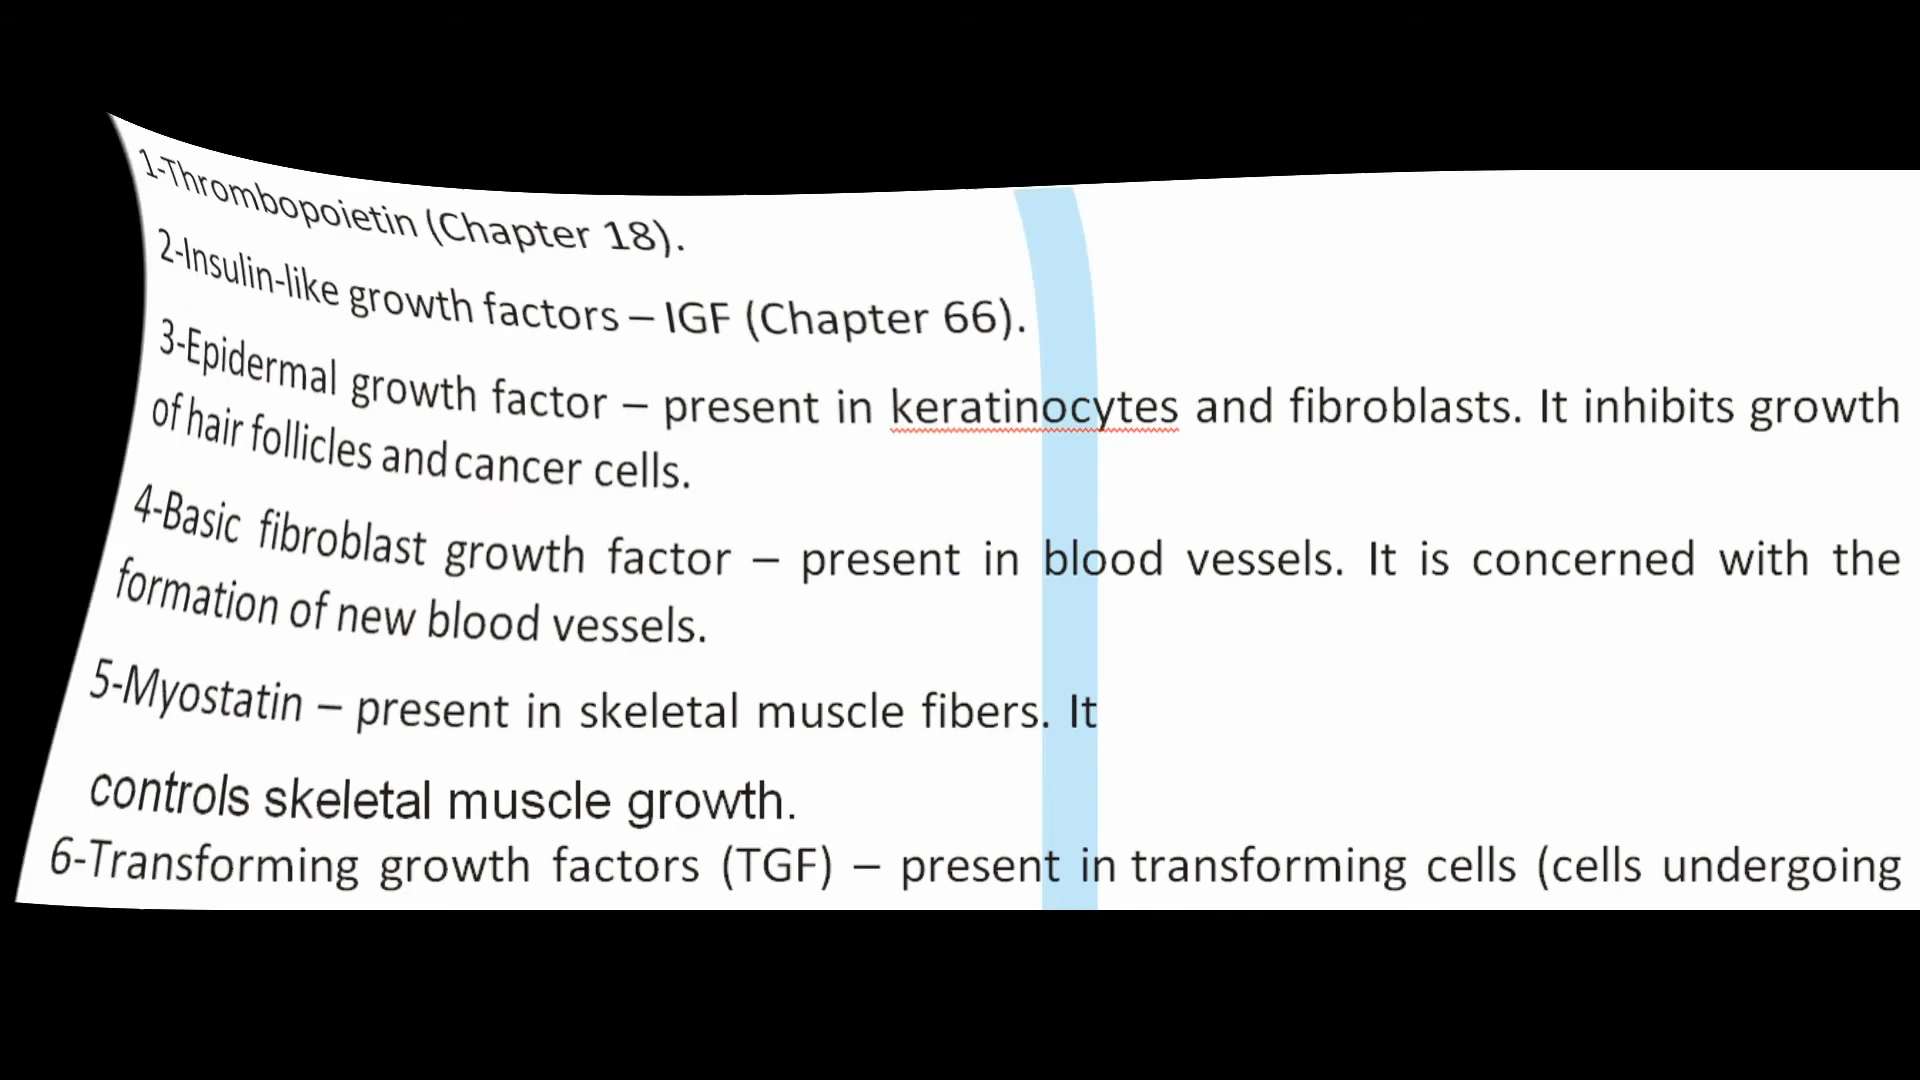 1-Thrombopoietin (Chapter 18).
2-Insulin-like growth factors – IGF (Chapter 66).
3-Epidermal growth factor – present in keratinocytes and fibroblasts. It inhibits growth
of hair follicles and cancer cells.
4-Basic fibroblast growth factor – present in blood vessels. It is concerned with the
formation of new blood vessels.
5-Myostatin – present in skeletal muscle fibers. It
controls skeletal muscle growth.
6-Transforming growth factors (TGF) – present in transforming cells (cells undergoing